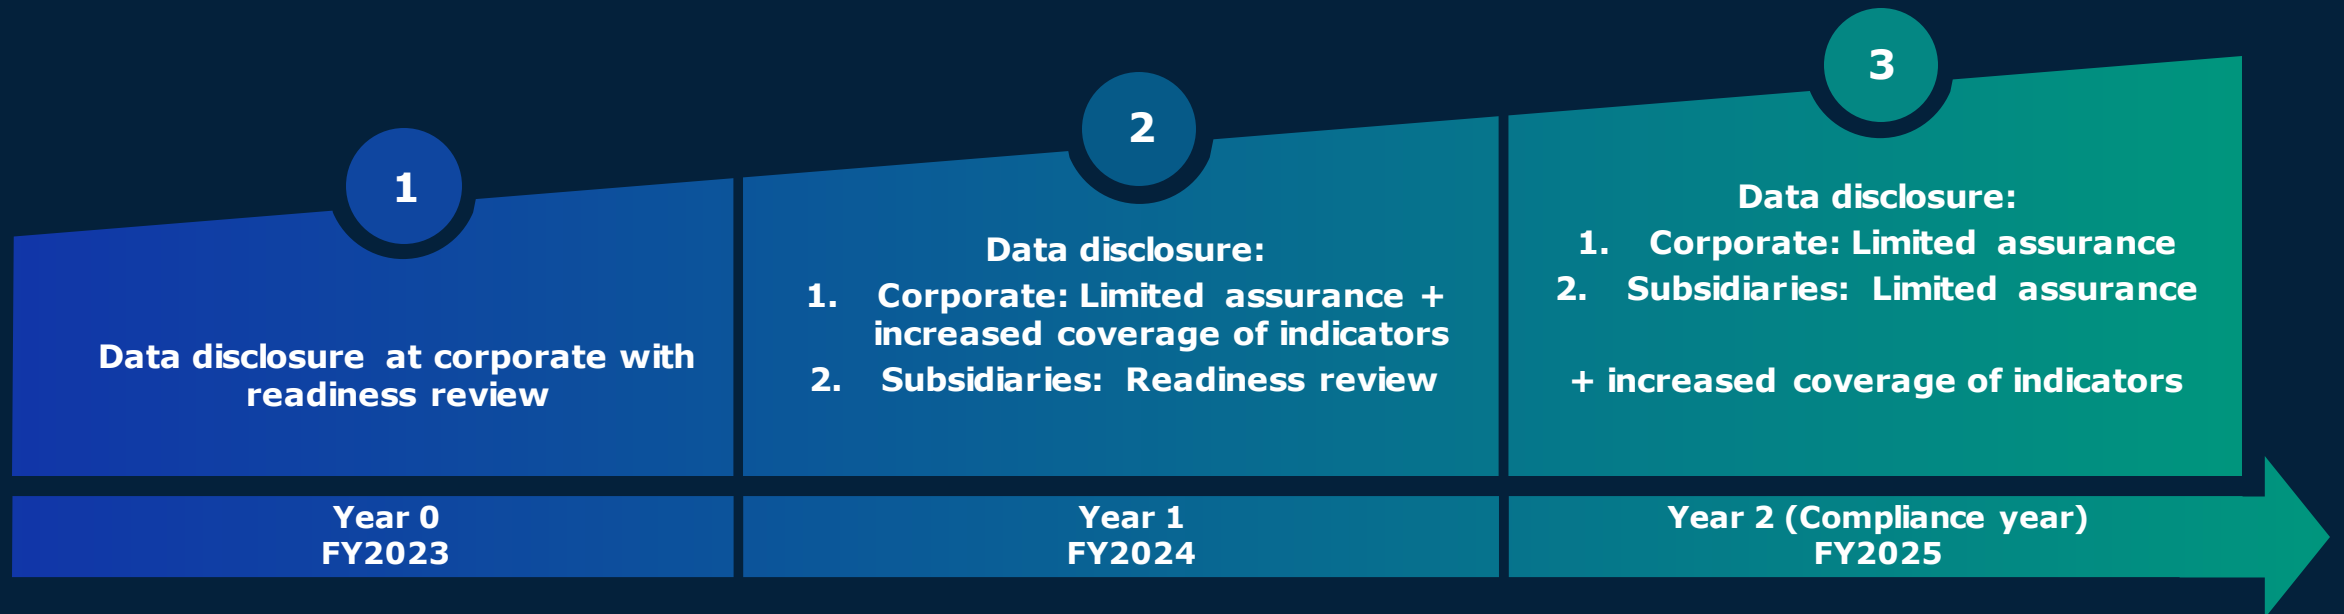 1
Data disclosure at corporate with
readiness review
Year 0
FY2023
2
Data disclosure:
1. Corporate: Limited assurance +
increased coverage of indicators
2. Subsidiaries: Readiness review
Year 1
FY2024
3
Data disclosure:
1. Corporate: Limited assurance
2. Subsidiaries: Limited assurance
+ increased coverage of indicators
Year 2 (Compliance year)
FY2025